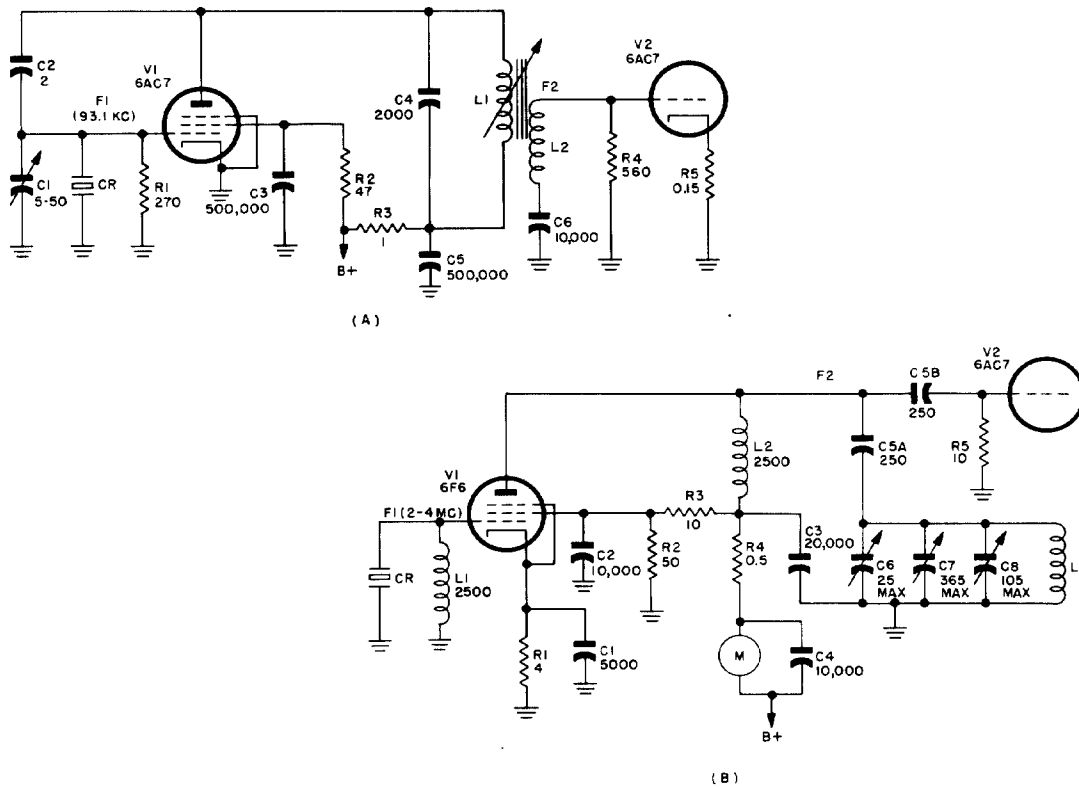 C2
2
V1
6AC7
F1
(93.1 KC)
C1
5-50
CR
R1
270
C3
500,000
R2
47
R3
1
B+
C4
2000
C5
500,000
L1
F2
L2
C6
10,000
R4
560
V2
6AC7
R5
0.15
(A)
V1
6F6
F1 (2-4 MC)
CR
L1
2500
R1
4
C1
5000
C2
10,000
R2
50
R3
10
L2
2500
R4
0.5
C3
20,000
M
C4
10,000
B+
F2
C5A
250
C5B
250
R5
10
V2
6AC7
C6
25
MAX
C7
365
MAX
C8
105
MAX
L
(B)